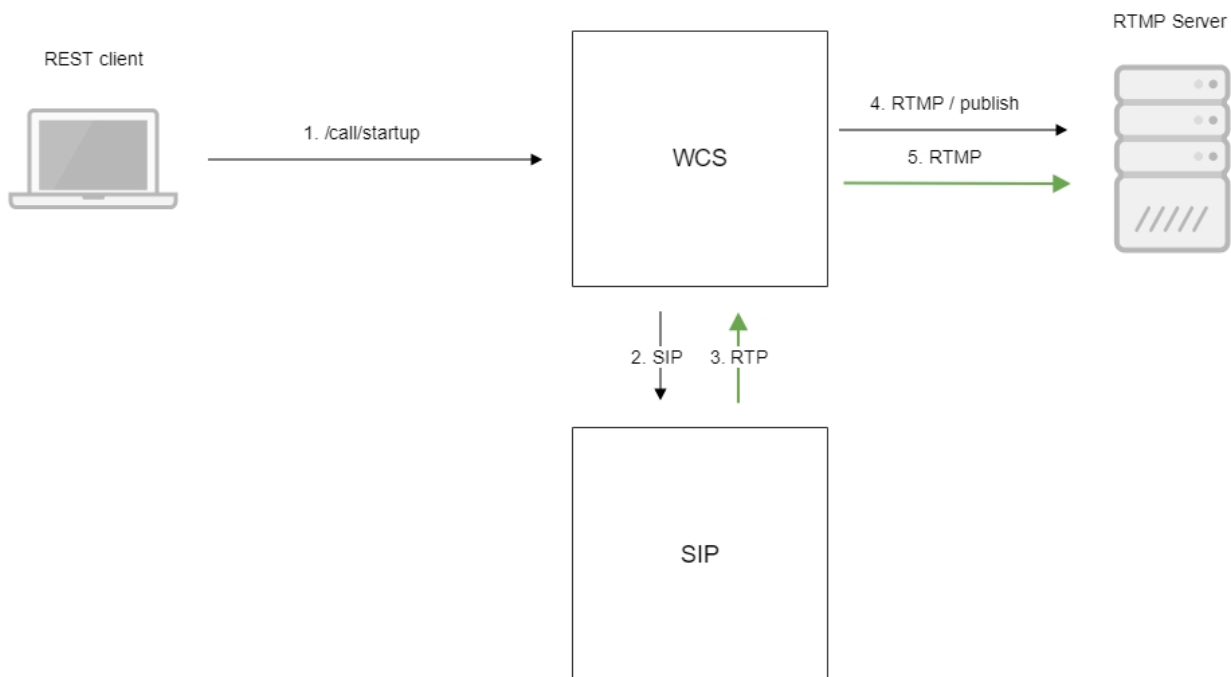 RTMP Server
REST client
1. /call/startup
WCS
4. RTMP / publish
5. RTMP
2. SIP
3. RTP
SIP